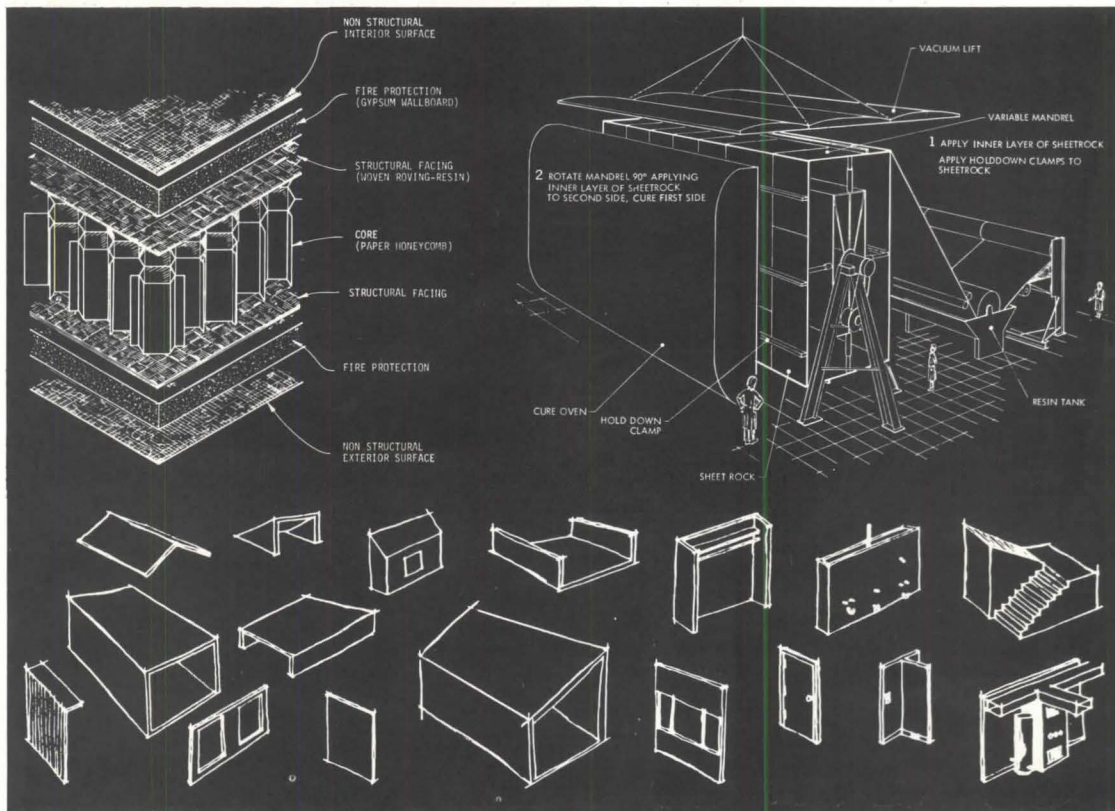 NON STRUCTURAL
INTERIOR SURFACE
FIRE PROTECTION
(GYPSUM WALLBOARD)
STRUCTURAL FACING
(WOVEN ROVING-RESIN)
CORE
(PAPER HONEYCOMB)
STRUCTURAL FACING
FIRE PROTECTION
NON STRUCTURAL
EXTERIOR SURFACE
VACUUM LIFT
VARIABLE MANDREL
1 APPLY INNER LAYER OF SHEETROCK
APPLY HOLDDOWN CLAMPS TO
SHEETROCK
2 ROTATE MANDREL 90° APPLYING
INNER LAYER OF SHEETROCK
TO SECOND SIDE, CURE FIRST SIDE
CURE OVEN
HOLD DOWN
CLAMP
SHEET ROCK
RESIN TANK